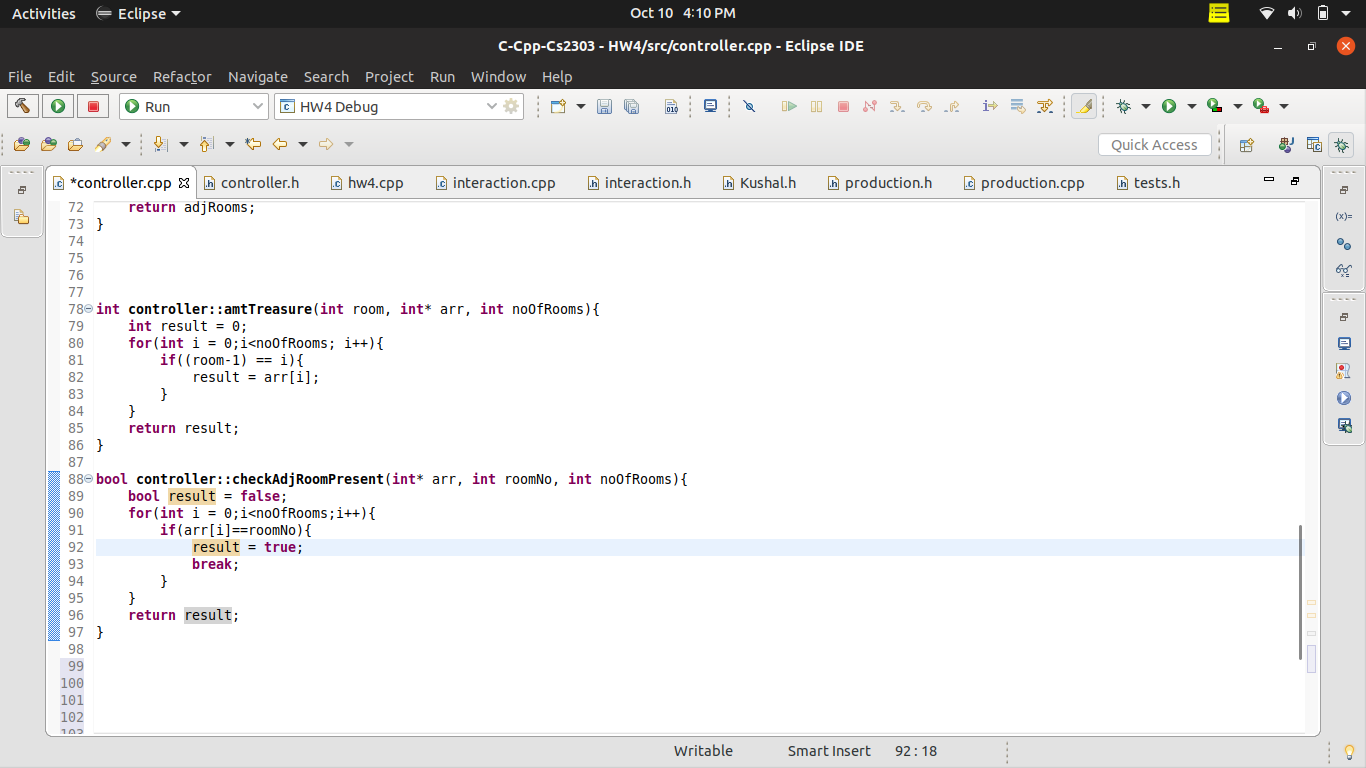 Activities Eclipse Oct 10 4:10 PM
C-Cpp-Cs2303 - HW4/src/controller.cpp - Eclipse IDE
File Edit Source Refactor Navigate Search Project Run Window Help
Run HW4 Debug
Quick Access
*controller.cpp controller.h hw4.cpp interaction.cpp interaction.h Kushal.h production.h production.cpp tests.h
72 return adjRooms;
73 }
74
75
76
77
78 int controller::amtTreasure(int room, int* arr, int noOfRooms){
79 int result = 0;
80 for(int i = 0;i<noOfRooms; i++){
81 if((room-1) == i){
82 result = arr[i];
83 }
84 }
85 return result;
86 }
87
88 bool controller::checkAdjRoomPresent(int* arr, int roomNo, int noOfRooms){
89 bool result = false;
90 for(int i = 0;i<noOfRooms;i++){
91 if(arr[i]==roomNo){
92 result = true;
93 break;
94 }
95 }
96 return result;
97 }
98
99
100
101
102
103
Writable Smart Insert 92 : 18